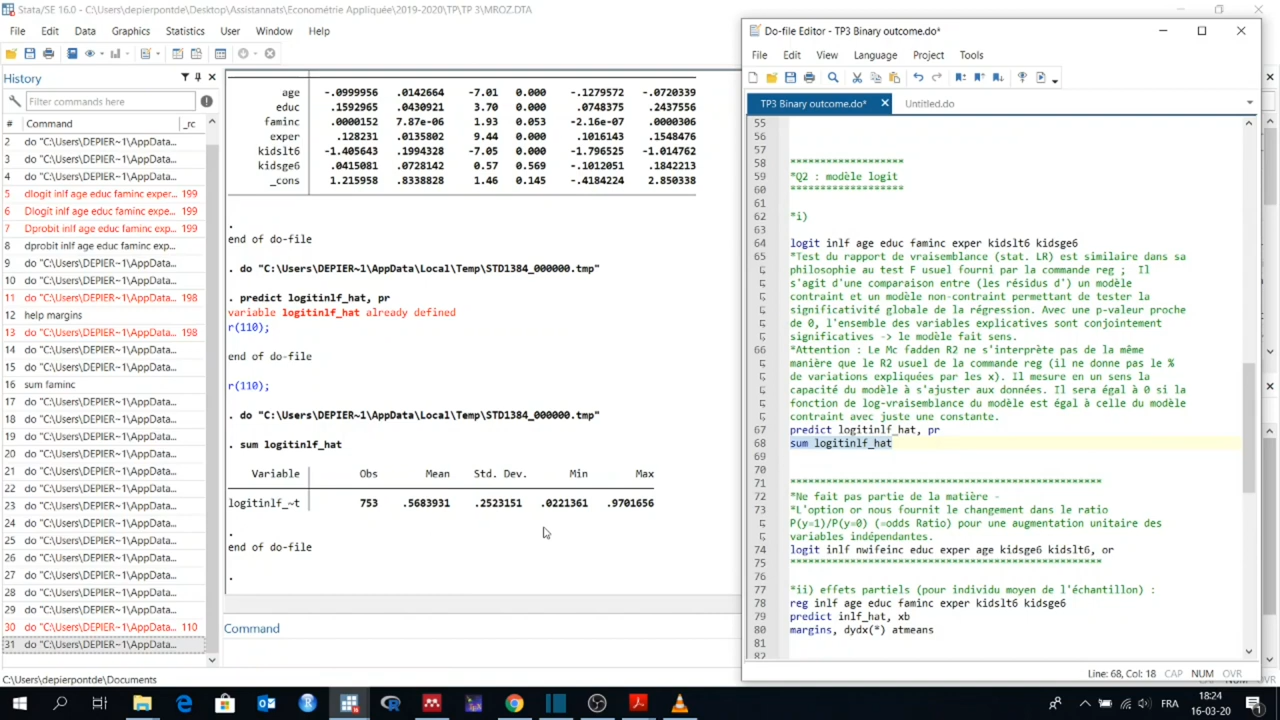 Stata/SE 16.0 - C:\Users\depierpontde\Desktop\Assistannats\Econométrie Appliquée\2019-2020\TP\TP 3\MROZ.DTA
File Edit Data Graphics Statistics User Window Help
History
Filter commands here
# Command _rc
2 do "C:\Users\DEPIER~1\AppData...
3 do "C:\Users\DEPIER~1\AppData...
4 do "C:\Users\DEPIER~1\AppData...
5 dlogit inlf age educ faminc exper... 199
6 Dlogit inlf age educ faminc expe... 199
7 Dprobit inlf age educ faminc exp... 199
8 dprobit inlf age educ faminc exp...
9 do "C:\Users\DEPIER~1\AppData...
10 do "C:\Users\DEPIER~1\AppData...
11 do "C:\Users\DEPIER~1\AppData... 198
12 help margins
13 do "C:\Users\DEPIER~1\AppData... 198
14 do "C:\Users\DEPIER~1\AppData...
15 do "C:\Users\DEPIER~1\AppData...
16 sum faminc
17 do "C:\Users\DEPIER~1\AppData...
18 do "C:\Users\DEPIER~1\AppData...
19 do "C:\Users\DEPIER~1\AppData...
20 do "C:\Users\DEPIER~1\AppData...
21 do "C:\Users\DEPIER~1\AppData...
22 do "C:\Users\DEPIER~1\AppData...
23 do "C:\Users\DEPIER~1\AppData...
24 do "C:\Users\DEPIER~1\AppData...
25 do "C:\Users\DEPIER~1\AppData...
26 do "C:\Users\DEPIER~1\AppData...
27 do "C:\Users\DEPIER~1\AppData...
28 do "C:\Users\DEPIER~1\AppData...
29 do "C:\Users\DEPIER~1\AppData...
30 do "C:\Users\DEPIER~1\AppData... 110
31 do "C:\Users\DEPIER~1\AppData...
age -.0999956 .0142664 -7.01 0.000 -.1279572 -.0720339
educ .1592965 .0430921 3.70 0.000 .0748375 .2437556
faminc .0000152 7.87e-06 1.93 0.053 -2.16e-07 .0000306
exper .128231 .0135802 9.44 0.000 .1016143 .1548476
kidslt6 -1.405643 .1994328 -7.05 0.000 -1.796525 -1.014762
kidsge6 .0415081 .0728142 0.57 0.569 -.1012051 .1842213
_cons 1.215958 .8338828 1.46 0.145 -.4184224 2.850338
.
end of do-file
. do "C:\Users\DEPIER~1\AppData\Local\Temp\STD1384_000000.tmp"
. predict logitinlf_hat, pr
variable logitinlf_hat already defined
r(110);
end of do-file
r(110);
. do "C:\Users\DEPIER~1\AppData\Local\Temp\STD1384_000000.tmp"
. sum logitinlf_hat
Variable Obs Mean Std. Dev. Min Max
logitinlf_~t 753 .5683931 .2523151 .0221361 .9701656
.
end of do-file
.
Command
C:\Users\depierpontde\Documents
Do-file Editor - TP3 Binary outcome.do*
File Edit View Language Project Tools
TP3 Binary outcome.do* Untitled.do
55
56
57
58 *******************
59 *Q2 : modèle logit
60 *******************
61
62 *i)
63
64 logit inlf age educ faminc exper kidslt6 kidsge6
65 *Test du rapport de vraisemblance (stat. LR) est similaire dans sa
philosophie au test F usuel fourni par la commande reg ; Il
s'agit d'une comparaison entre (les résidus d') un modèle
contraint et un modèle non-contraint permettant de tester la
significativité globale de la régression. Avec une p-valeur proche
de 0, l'ensemble des variables explicatives sont conjointement
significatives -> le modèle fait sens.
66 *Attention : Le Mc fadden R2 ne s'interprète pas de la même
manière que le R2 usuel de la commande reg (il ne donne pas le %
de variations expliquées par les x). Il mesure en un sens la
capacité du modèle à s'ajuster aux données. Il sera égal à 0 si la
fonction de log-vraisemblance du modèle est égal à celle du modèle
contraint avec juste une constante.
67 predict logitinlf_hat, pr
68 sum logitinlf_hat
69
70
71 ****************************************************
72 *Ne fait pas partie de la matière -
73 *L'option or nous fournit le changement dans le ratio
P(y=1)/P(y=0) (=odds Ratio) pour une augmentation unitaire des
variables indépendantes.
74 logit inlf nwifeinc educ exper age kidsge6 kidslt6, or
75 ****************************************************
76
77 *ii) effets partiels (pour individu moyen de l'échantillon) :
78 reg inlf age educ faminc exper kidslt6 kidsge6
79 predict inlf_hat, xb
80 margins, dydx(*) atmeans
81
82
Line: 68, Col: 18 CAP NUM OVR
FRA
18:24
16-03-20